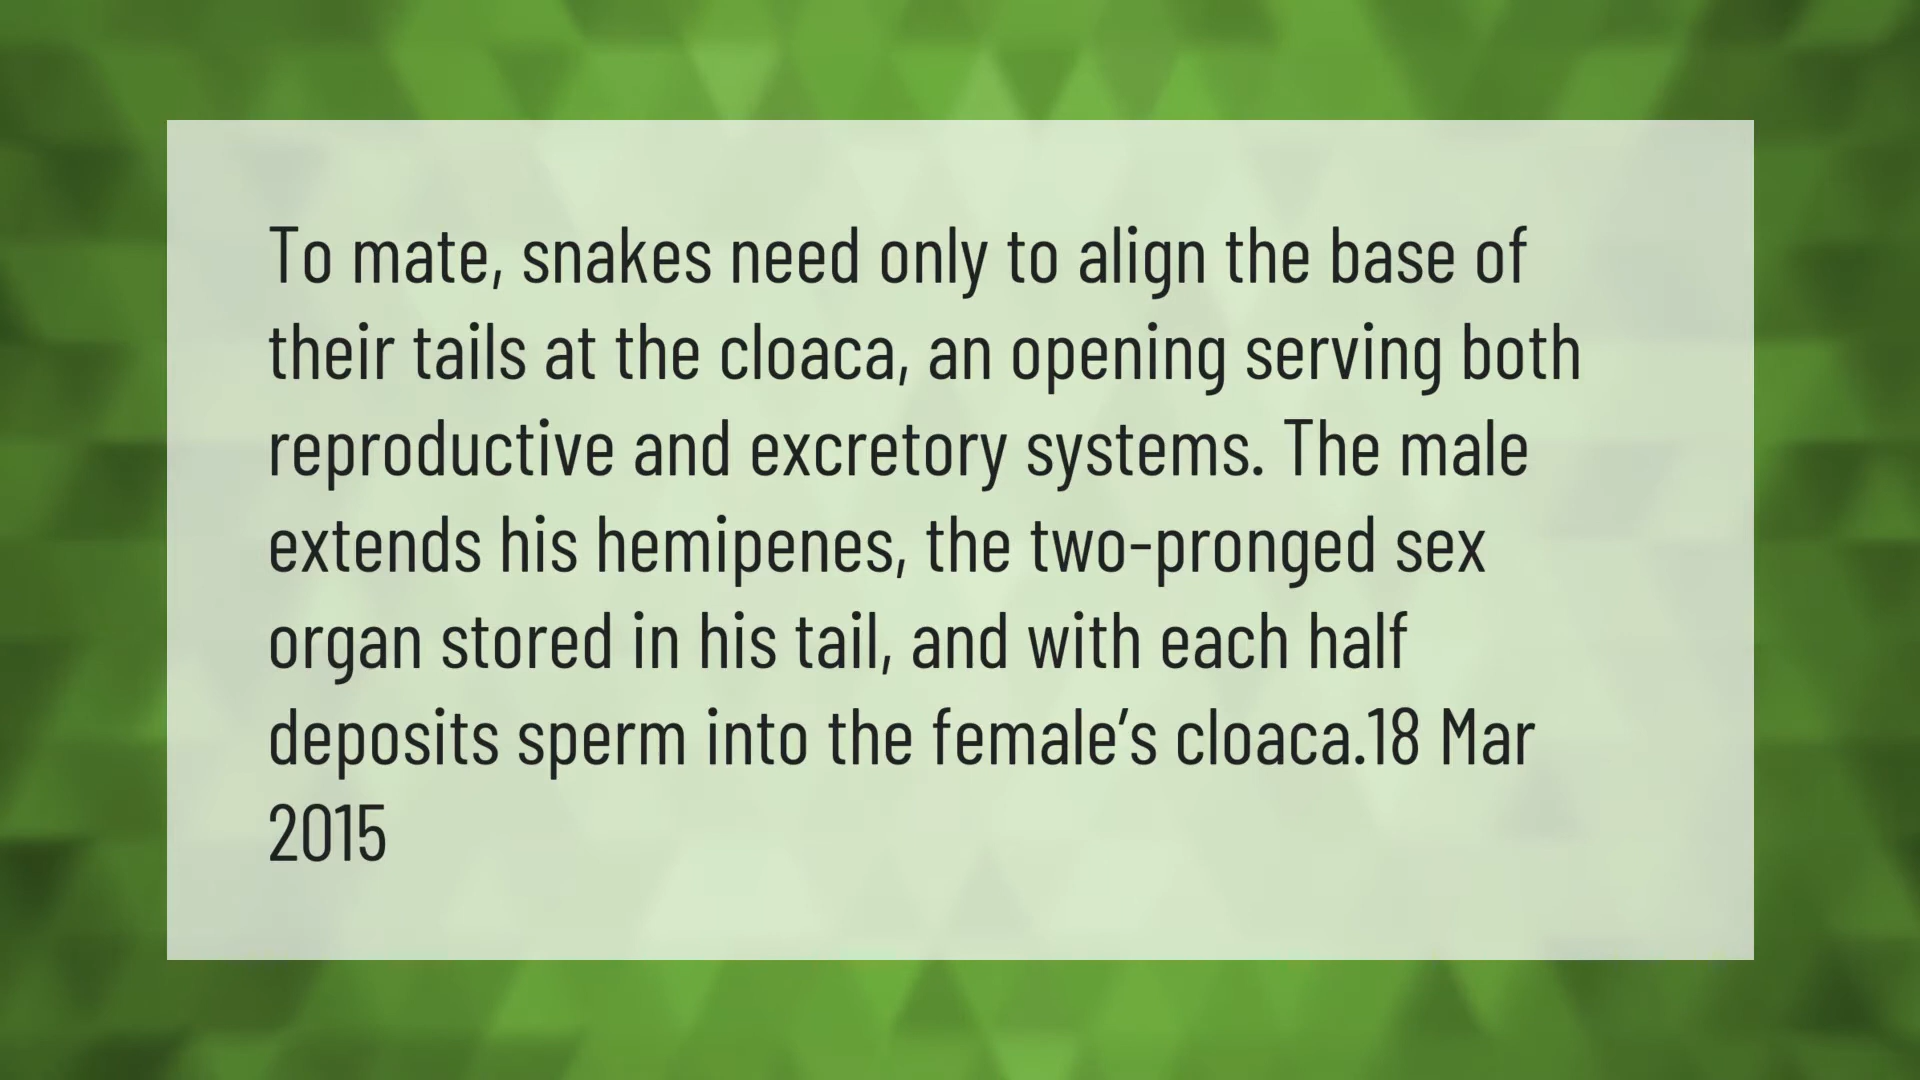 To mate, snakes need only to align the base of
their tails at the cloaca, an opening serving both
reproductive and excretory systems. The male
extends his hemipenes, the two-pronged sex
organ stored in his tail, and with each half
deposits sperm into the female’s cloaca.18 Mar
2015